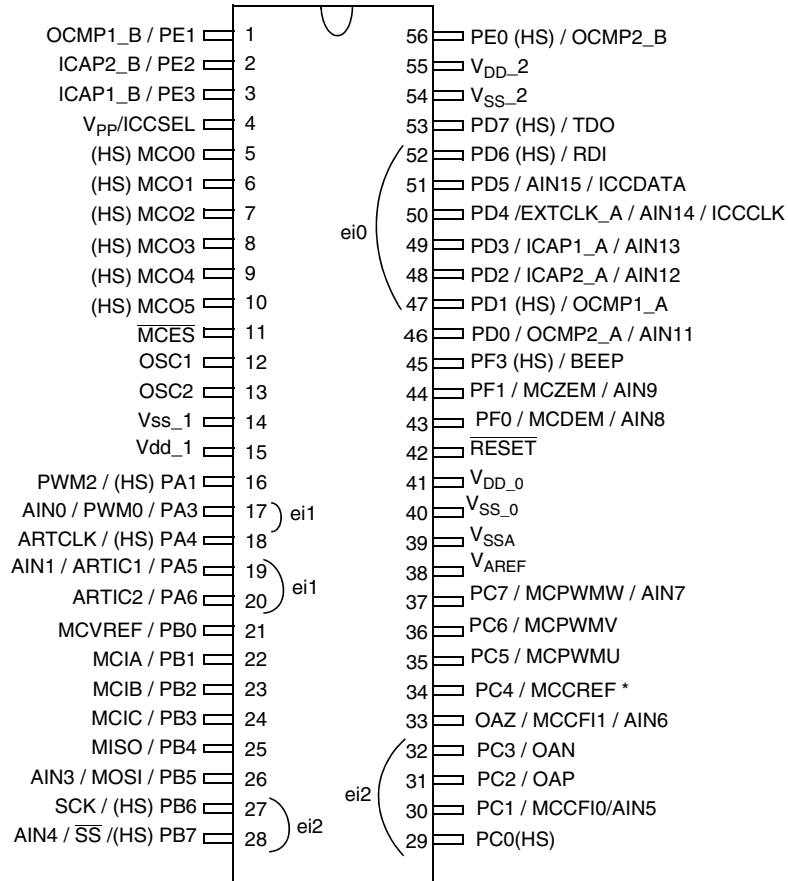 OCMP1_B / PE1 1
ICAP2_B / PE2 2
ICAP1_B / PE3 3
VPP/ICCSEL 4
(HS) MCO0 5
(HS) MCO1 6
(HS) MCO2 7
(HS) MCO3 8
(HS) MCO4 9
(HS) MCO5 10
MCES 11
OSC1 12
OSC2 13
Vss_1 14
Vdd_1 15
PWM2 / (HS) PA1 16
AIN0 / PWM0 / PA3 17 ei1
ARTCLK / (HS) PA4 18
AIN1 / ARTIC1 / PA5 19
ei1
ARTIC2 / PA6 20
MCVREF / PB0 21
MCIA / PB1 22
MCIB / PB2 23
MCIC / PB3 24
MISO / PB4 25
AIN3 / MOSI / PB5 26
SCK / (HS) PB6 27
ei2
AIN4 / SS /(HS) PB7 28
56 PE0 (HS) / OCMP2_B
55 VDD_2
54 VSS_2
53 PD7 (HS) / TDO
52 PD6 (HS) / RDI
51 PD5 / AIN15 / ICCDATA
50 PD4 /EXTCLK_A / AIN14 / ICCCLK
ei0
49 PD3 / ICAP1_A / AIN13
48 PD2 / ICAP2_A / AIN12
47 PD1 (HS) / OCMP1_A
46 PD0 / OCMP2_A / AIN11
45 PF3 (HS) / BEEP
44 PF1 / MCZEM / AIN9
43 PF0 / MCDEM / AIN8
42 RESET
41 VDD_0
40 VSS_0
39 VSSA
38 VAREF
37 PC7 / MCPWMW / AIN7
36 PC6 / MCPWMV
35 PC5 / MCPWMU
34 PC4 / MCCREF *
33 OAZ / MCCFI1 / AIN6
32 PC3 / OAN
31 PC2 / OAP
ei2
30 PC1 / MCCFI0/AIN5
29 PC0(HS)